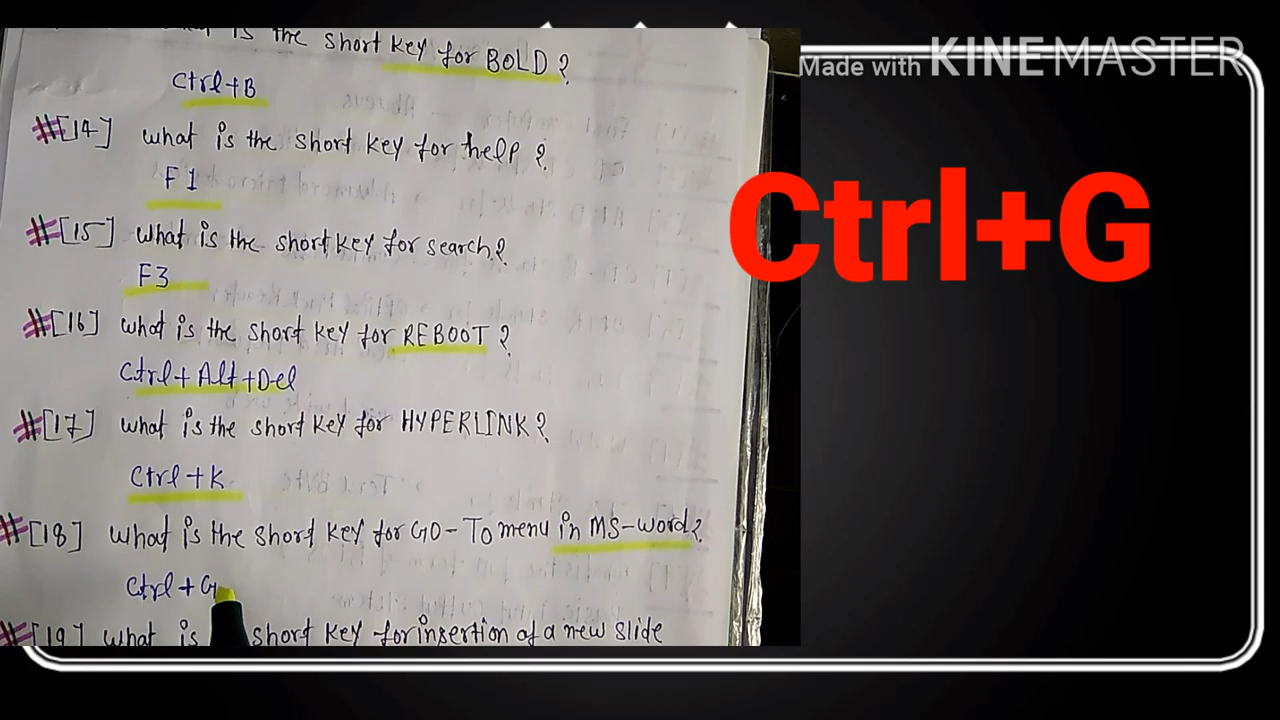 is the short key for BOLD ?
Ctrl+B
#[14] what is the short key for help ?
F1
#[15] what is the short key for search?
F3
#[16] what is the short key for REBOOT ?
Ctrl+Alt+Del
#[17] what is the short key for HYPERLINK?
Ctrl+K
#[18] what is the short key for GO-To menu in MS-word?
Ctrl+G
#[19] what is short key for insertion of a new slide
Made with KINEMASTER
Ctrl+G